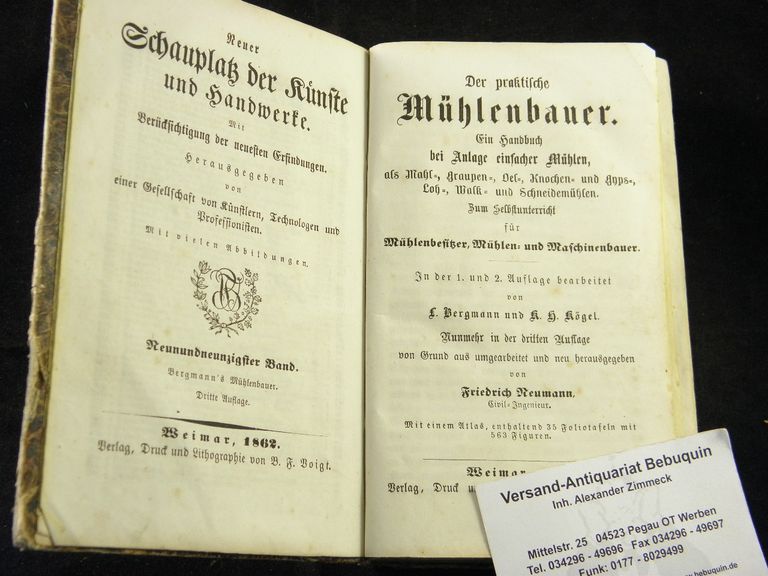 Neuer
Schauplatz der Künste
und Handwerke.
Mit
Berücksichtigung der neuesten Erfindungen.
Herausgegeben
von
einer Gesellschaft von Künstlern, Technologen und
Professionisten.
Mit vielen Abbildungen.
Neunundneunzigster Band.
Bergmann's Mühlenbauer.
Dritte Auflage.
Weimar, 1862.
Verlag, Druck und Lithographie von B. F. Voigt.
Der praktische
Mühlenbauer.
Ein Handbuch
bei Anlage einfacher Mühlen,
als Mahl-, Graupen-, Oel-, Knochen- und Gyps-,
Loh-, Walk- und Schneidemühlen.
Zum Selbstunterricht
für
Mühlenbesitzer, Mühlen- und Maschinenbauer.
In der 1. und 2. Auflage bearbeitet
von
L. Bergmann und K. H. Kögel.
Nunmehr in der dritten Auflage
von Grund aus umgearbeitet und neu herausgegeben
von
Friedrich Neumann,
Civil-Ingenieur.
Mit einem Atlas, enthaltend 35 Foliotafeln mit
563 Figuren.
Weimar
Verlag, Druck u
Versand-Antiquariat Bebuquin
Inh. Alexander Zimmeck
Mittelstr. 25 04523 Pegau OT Werben
Tel. 034296 - 49696 Fax 034296 - 49697
Funk: 0177 - 8029499
www.bebuquin.de